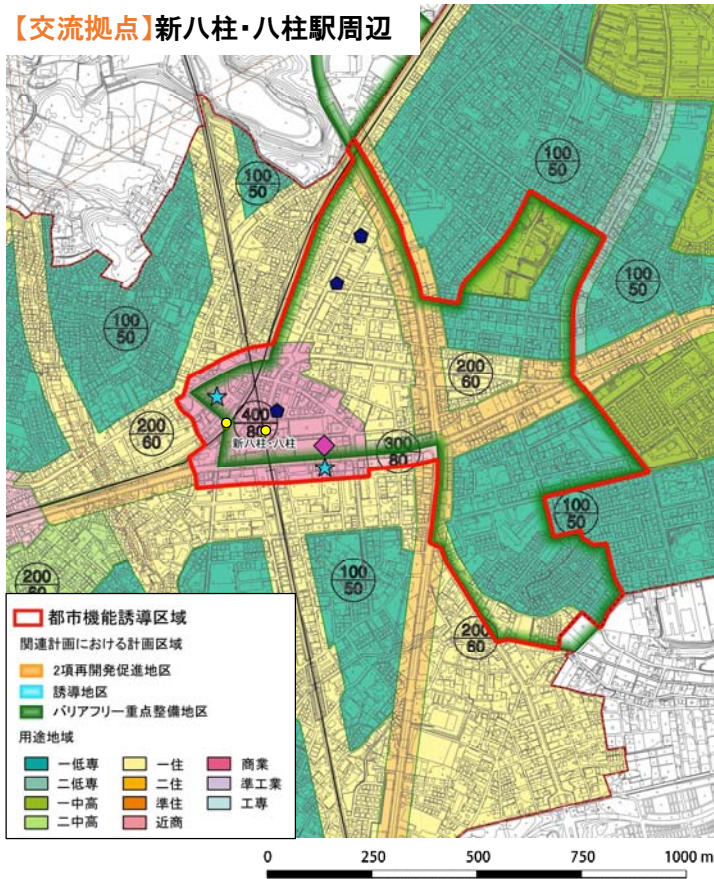 【交流拠点】新八柱・八柱駅周辺
100
50
100
50
100
50
100
50
200
60
200
60
400
80
新八柱・八柱
300
80
100
50
100
50
200
60
200
60
都市機能誘導区域
関連計画における計画区域
2項再開発促進地区
誘導地区
バリアフリー重点整備地区
用途地域
一低専 一住 商業
二低専 二住 準工業
一中高 準住 工専
二中高 近商
0 250 500 750 1000 m